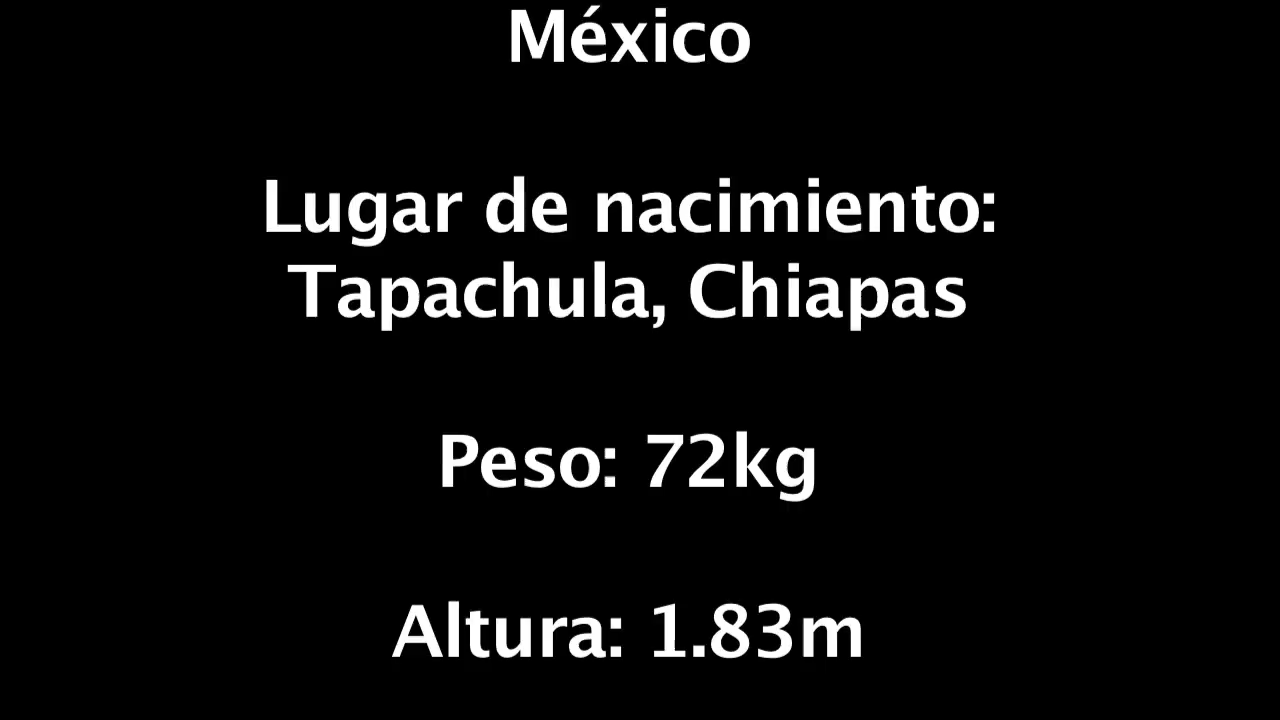 México
Lugar de nacimiento:
Tapachula, Chiapas
Peso: 72kg
Altura: 1.83m